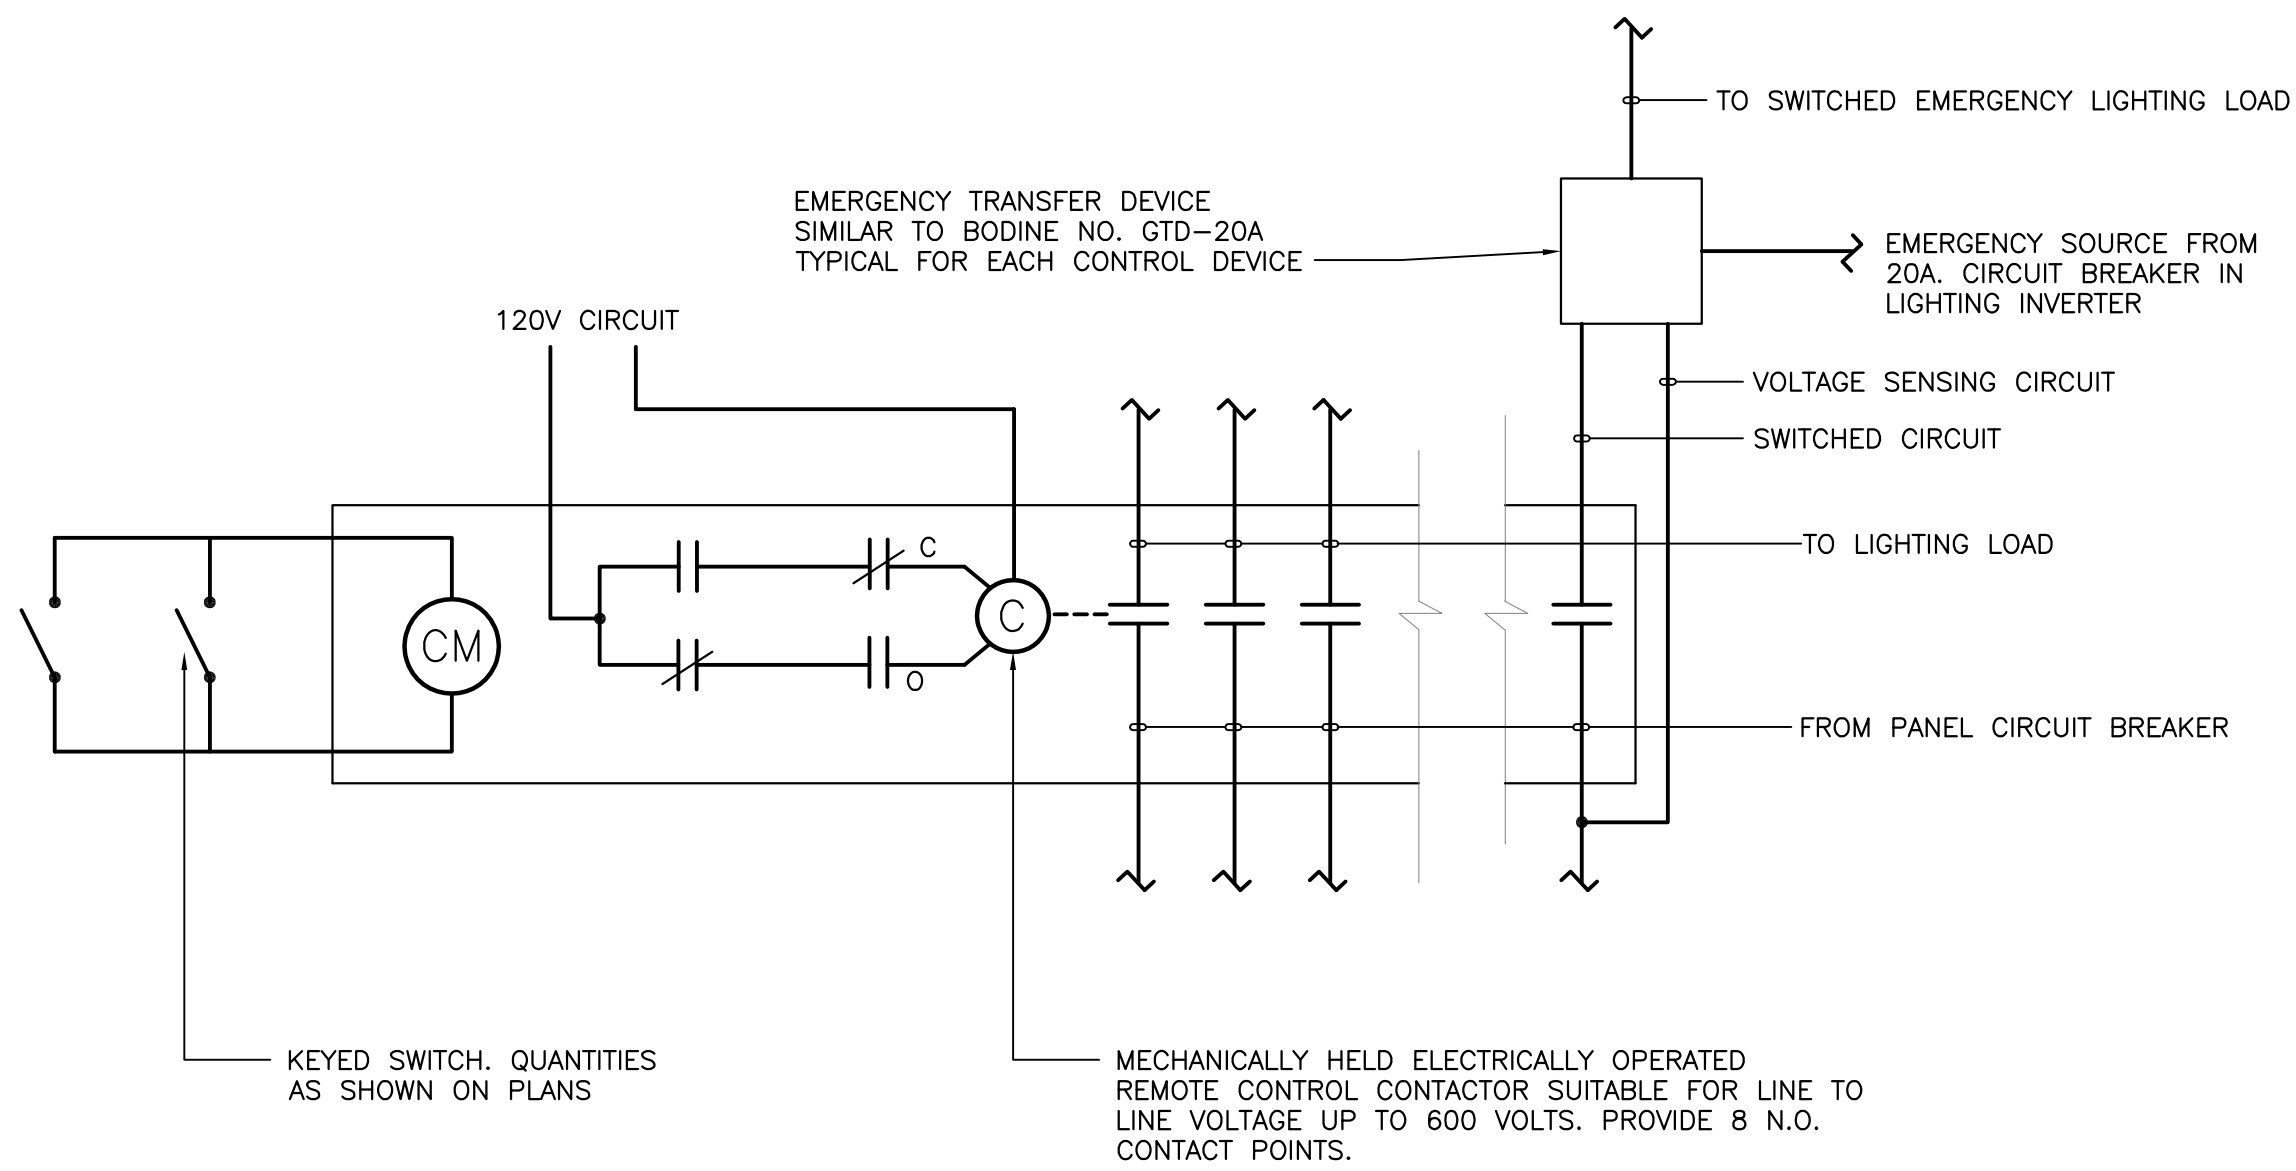 TO SWITCHED EMERGENCY LIGHTING LOAD
EMERGENCY TRANSFER DEVICE
SIMILAR TO BODINE NO. GTD-20A
TYPICAL FOR EACH CONTROL DEVICE
EMERGENCY SOURCE FROM
20A. CIRCUIT BREAKER IN
LIGHTING INVERTER
120V CIRCUIT
VOLTAGE SENSING CIRCUIT
SWITCHED CIRCUIT
C
TO LIGHTING LOAD
CM
C
O
FROM PANEL CIRCUIT BREAKER
KEYED SWITCH. QUANTITIES
AS SHOWN ON PLANS
MECHANICALLY HELD ELECTRICALLY OPERATED
REMOTE CONTROL CONTACTOR SUITABLE FOR LINE TO
LINE VOLTAGE UP TO 600 VOLTS. PROVIDE 8 N.O.
CONTACT POINTS.